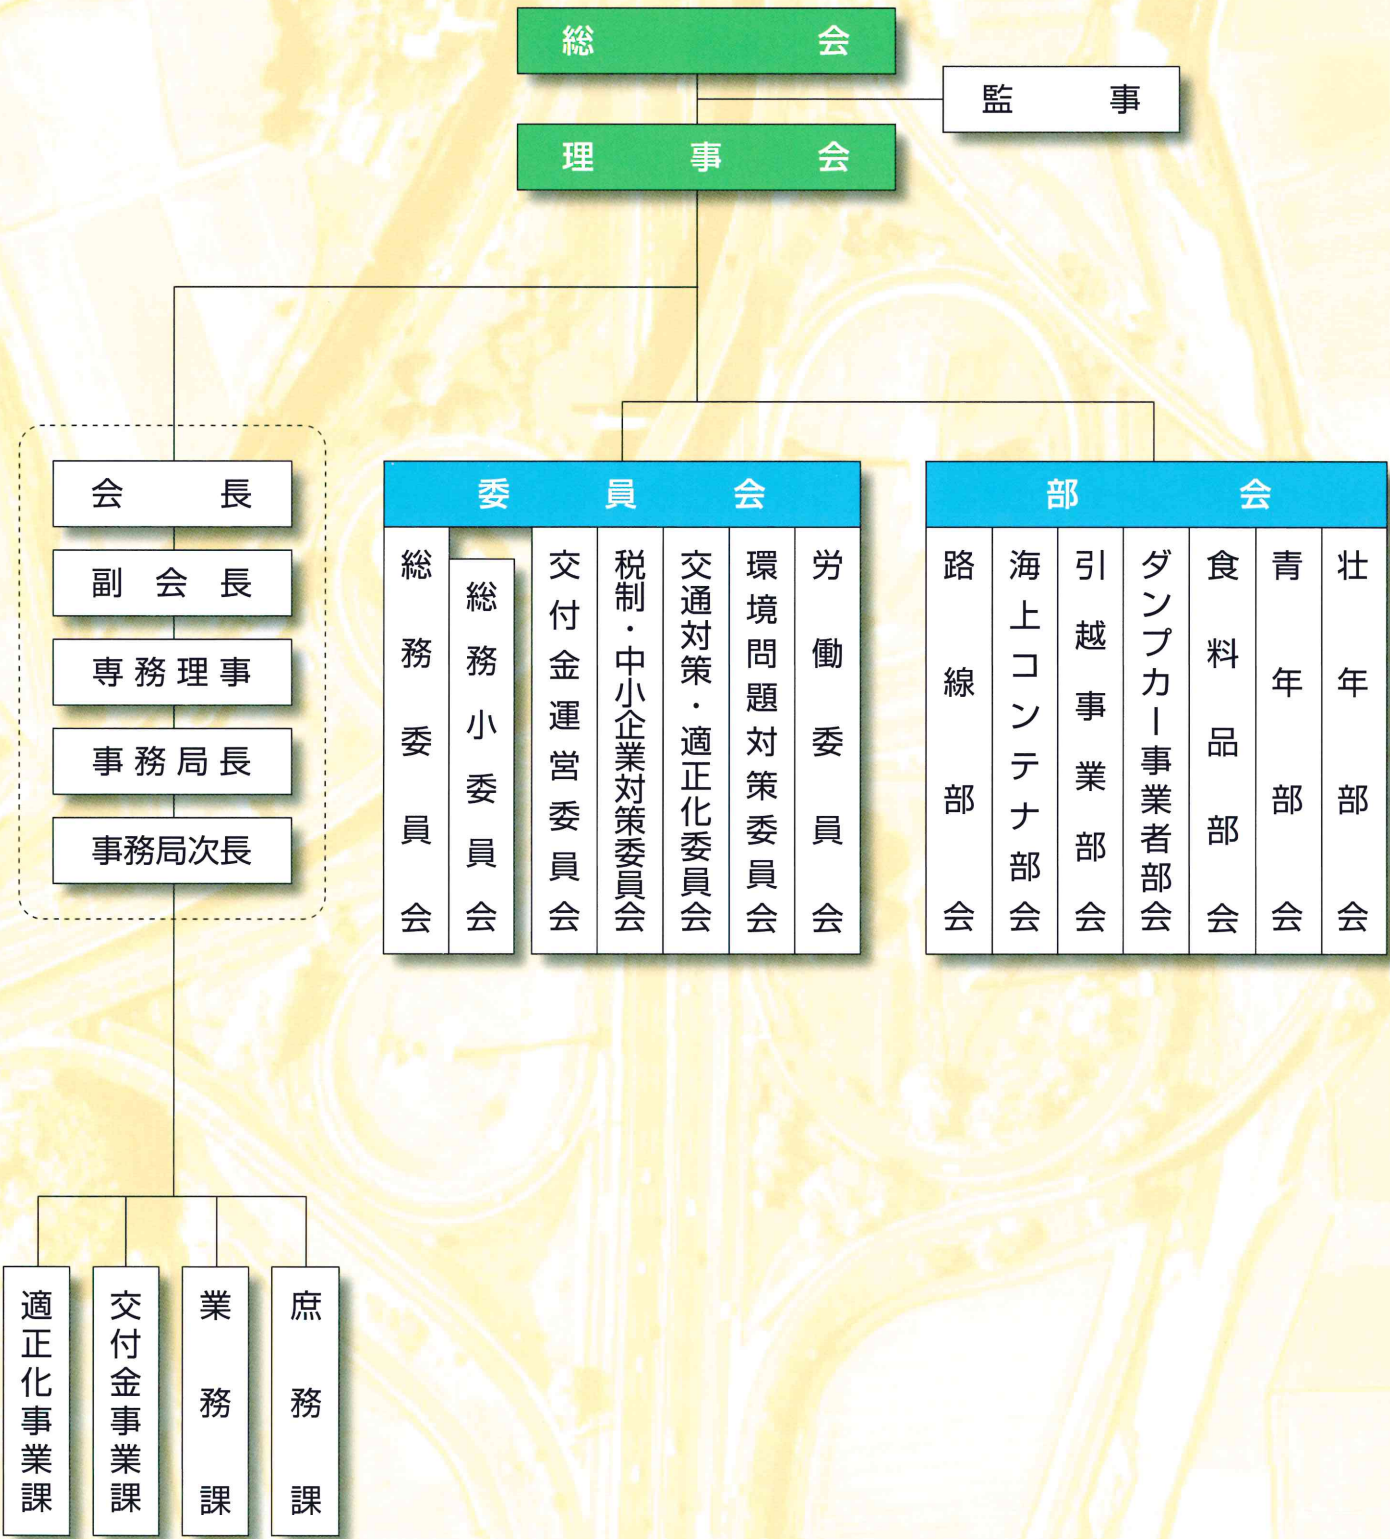 総会
監事
理事会
会長
副会長
専務理事
事務局長
事務局次長
委員会
総務委員会
総務小委員会
交付金運営委員会
税制・中小企業対策委員会
交通対策・適正化委員会
環境問題対策委員会
労働委員会
部会
路線部会
海上コンテナ部会
引越事業部会
ダンプカー事業者部会
食料品部会
青年部会
壮年部会
適正化事業課
交付金事業課
業務課
庶務課